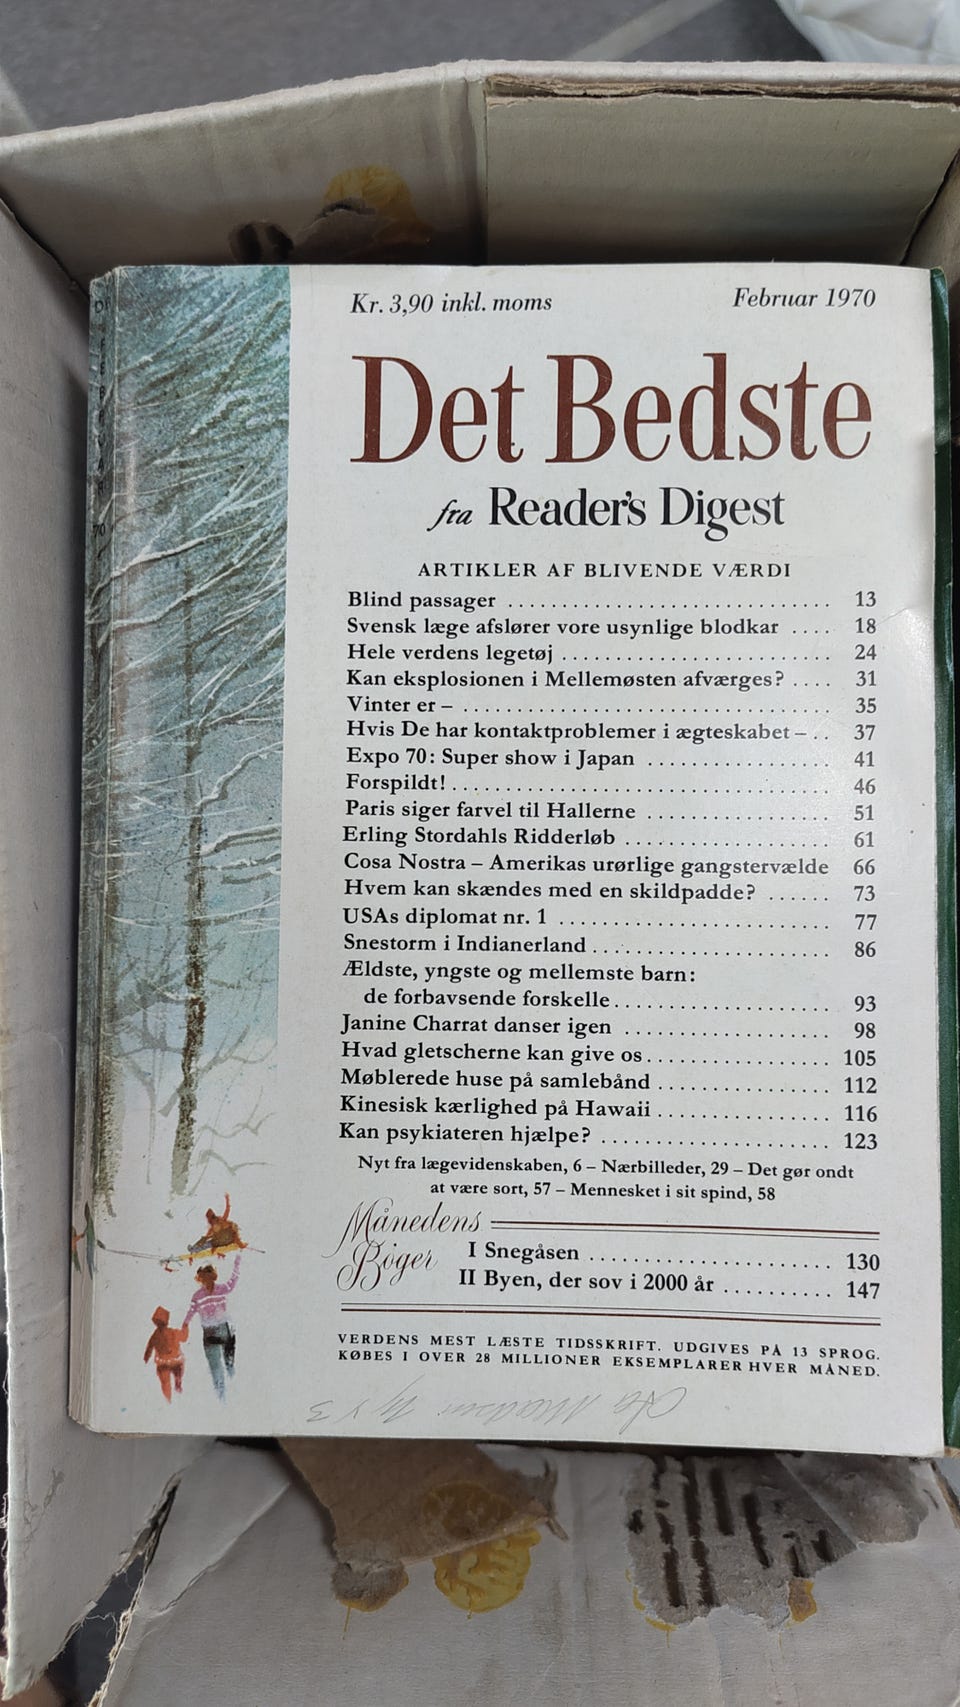 Kr. 3,90 inkl. moms Februar 1970
Det Bedste
fra Reader's Digest
ARTIKLER AF BLIVENDE VÆRDI
Blind passager .............................. 13
Svensk læge afslører vore usynlige blodkar .... 18
Hele verdens legetøj ......................... 24
Kan eksplosionen i Mellemøsten afværges? .... 31
Vinter er – .................................. 35
Hvis De har kontaktproblemer i ægteskabet – .. 37
Expo 70: Super show i Japan ................. 41
Forspildt! ................................... 46
Paris siger farvel til Hallerne .................. 51
Erling Stordahls Ridderløb .................... 61
Cosa Nostra – Amerikas urørlige gangstervælde 66
Hvem kan skændes med en skildpadde? ...... 73
USAs diplomat nr. 1 .......................... 77
Snestorm i Indianerland ....................... 86
Ældste, yngste og mellemste barn:
de forbavsende forskelle ..................... 93
Janine Charrat danser igen .................... 98
Hvad gletscherne kan give os .................. 105
Møblerede huse på samlebånd ................. 112
Kinesisk kærlighed på Hawaii ................. 116
Kan psykiateren hjælpe? ...................... 123
Nyt fra lægevidenskaben, 6 – Nærbilleder, 29 – Det gør ondt
at være sort, 57 – Mennesket i sit spind, 58
Månedens
Bøger
I Snegåsen ....................... 130
II Byen, der sov i 2000 år .......... 147
VERDENS MEST LÆSTE TIDSSKRIFT. UDGIVES PÅ 13 SPROG.
KØBES I OVER 28 MILLIONER EKSEMPLARER HVER MÅNED.